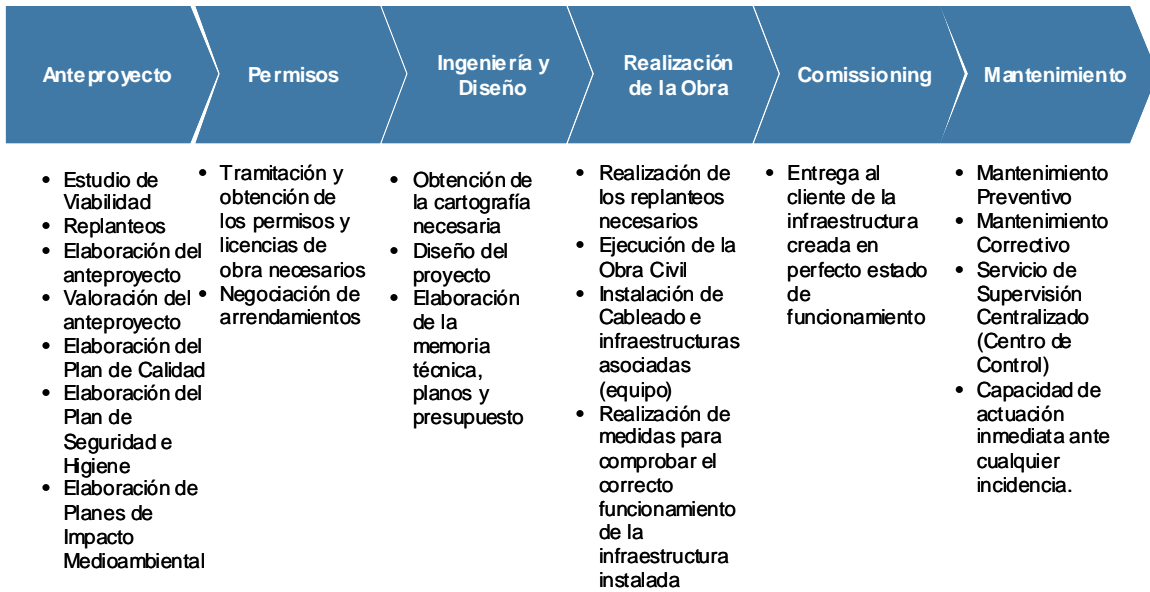 Anteproyecto
Permisos
Ingeniería y
Diseño
Realización
de la Obra
Comissioning
Mantenimiento
• Estudio de
Viabilidad
• Replanteos
• Elaboración del
anteproyecto
• Valoración del
anteproyecto
• Elaboración del
Plan de Calidad
• Elaboración del
Plan de
Seguridad e
Higiene
• Elaboración de
Planes de
Impacto
Medioambiental
• Tramitación y
obtención de
los permisos y
licencias de
obra necesarios
• Negociación de
arrendamientos
• Obtención de
la cartografía
necesaria
• Diseño del
proyecto
• Elaboración
de la
memoria
técnica,
planos y
presupuesto
• Realización de
los replanteos
necesarios
• Ejecución de la
Obra Civil
• Instalación de
Cableado e
infraestructuras
asociadas
(equipo)
• Realización de
medidas para
comprobar el
correcto
funcionamiento
de la
infraestructura
instalada
• Entrega al
cliente de la
infraestructura
creada en
perfecto estado
de
funcionamiento
• Mantenimiento
Preventivo
• Mantenimiento
Correctivo
• Servicio de
Supervisión
Centralizado
(Centro de
Control)
• Capacidad de
actuación
inmediata ante
cualquier
incidencia.